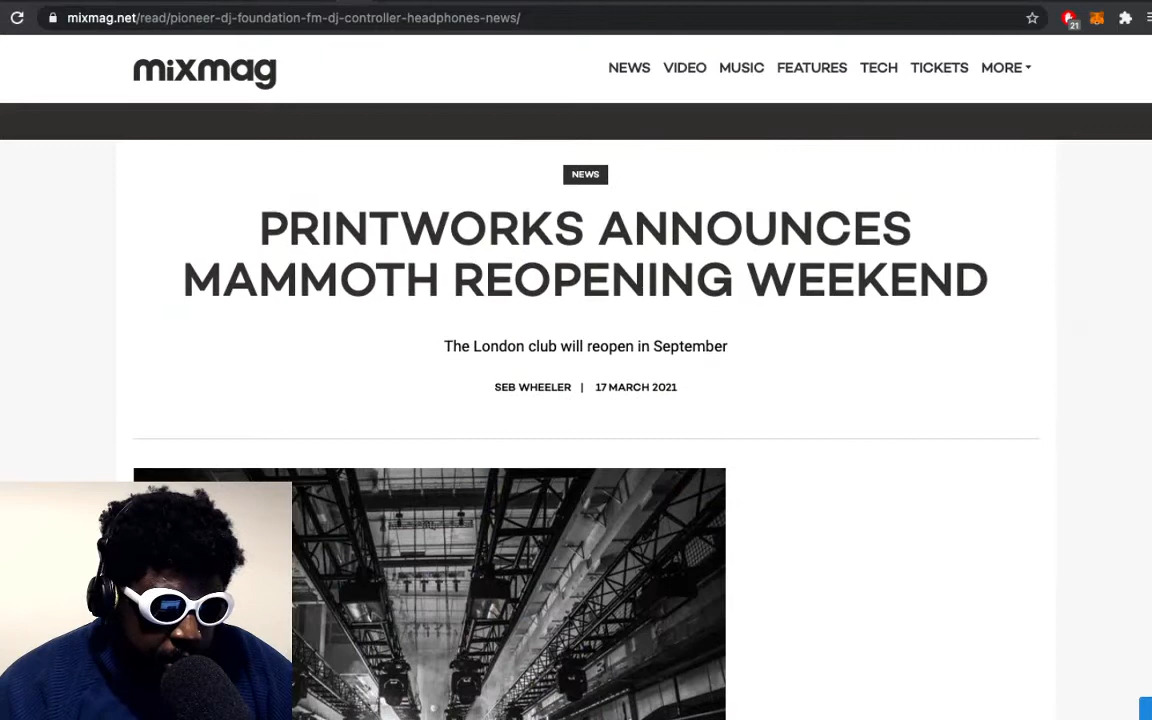 mixmag.net/read/pioneer-dj-foundation-fm-dj-controller-headphones-news/
21
mixmag
NEWS VIDEO MUSIC FEATURES TECH TICKETS MORE
NEWS
PRINTWORKS ANNOUNCES
MAMMOTH REOPENING WEEKEND
The London club will reopen in September
SEB WHEELER | 17 MARCH 2021